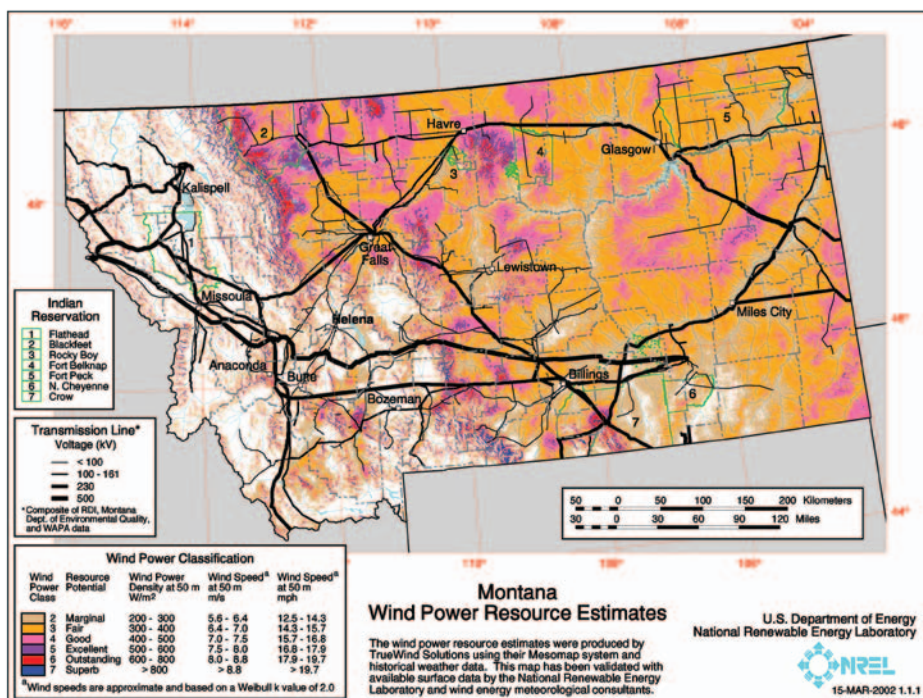 116° 114° 112° 110° 108° 106° 104°
Havre
2
5
48°
Glasgow
4
3
Kalispell
48°
1
Great
Falls
Lewistown
Missoula
Helena
Miles City
Anaconda
Butte
Billings
Bozeman
6
7
Indian
Reservation
1 Flathead
2 Blackfeet
3 Rocky Boy
4 Fort Belknap
5 Fort Peck
6 N. Cheyenne
7 Crow
Transmission Line*
Voltage (kV)
< 100
100 - 161
230
500
*Composite of RDI, Montana
Dept. of Environmental Quality,
and WAPA data
50 0 50 100 150 200 Kilometers
30 0 30 60 90 120 Miles
Wind Power Classification
Wind Power Class
Resource Potential
Wind Power Density at 50 m W/m²
Wind Speedᵃ at 50 m m/s
Wind Speedᵃ at 50 m mph
2 Marginal 200 - 300 5.6 - 6.4 12.5 - 14.3
3 Fair 300 - 400 6.4 - 7.0 14.3 - 15.7
4 Good 400 - 500 7.0 - 7.5 15.7 - 16.8
5 Excellent 500 - 600 7.5 - 8.0 16.8 - 17.9
6 Outstanding 600 - 800 8.0 - 8.8 17.9 - 19.7
7 Superb > 800 > 8.8 > 19.7
ᵃWind speeds are approximate and based on a Weibull k value of 2.0
Montana
Wind Power Resource Estimates
The wind power resource estimates were produced by
TrueWind Solutions using their Mesomap system and
historical weather data. This map has been validated with
available surface data by the National Renewable Energy
Laboratory and wind energy meteorological consultants.
U.S. Department of Energy
National Renewable Energy Laboratory
NREL
15-MAR-2002 1.1.1